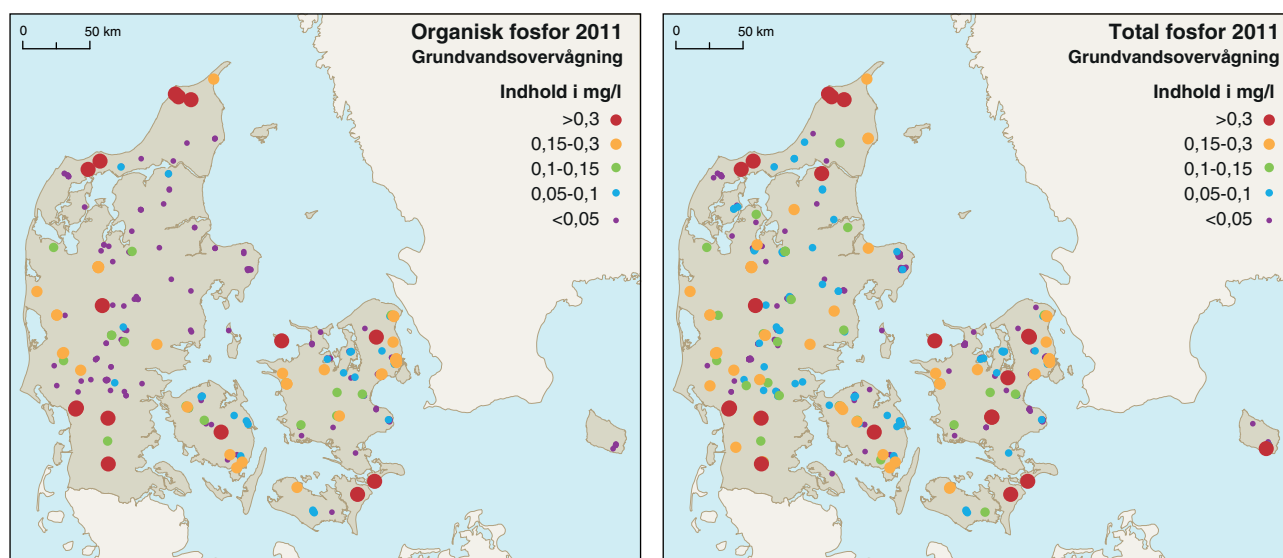 0 50 km
Organisk fosfor 2011
Grundvandsovervågning
Indhold i mg/l
>0,3
0,15-0,3
0,1-0,15
0,05-0,1
<0,05
0 50 km
Total fosfor 2011
Grundvandsovervågning
Indhold i mg/l
>0,3
0,15-0,3
0,1-0,15
0,05-0,1
<0,05